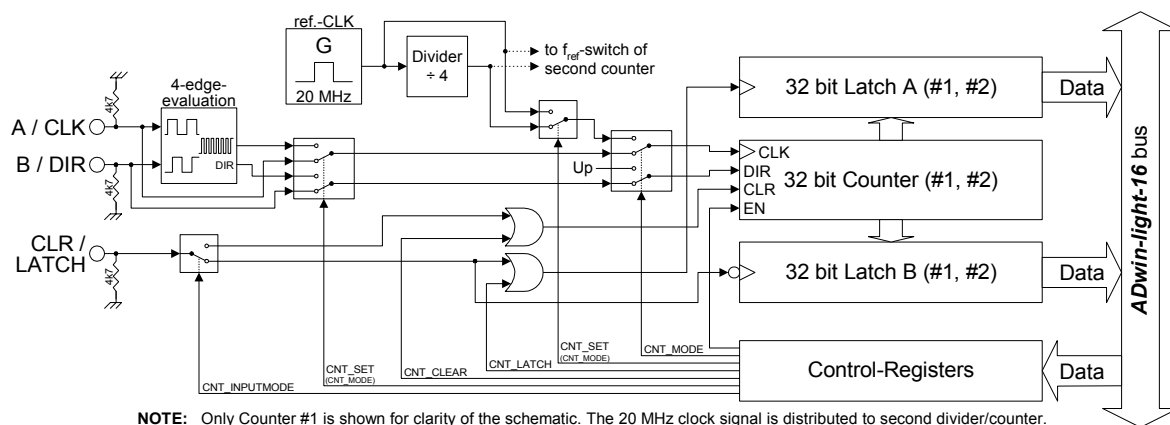 ref.-CLK
G
20 MHz
Divider
÷ 4
to fref-switch of
second counter
4k7
4-edge-
evaluation
A / CLK
B / DIR
DIR
4k7
CLR /
LATCH
4k7
Up
32 bit Latch A (#1, #2)
Data
CLK
DIR
CLR
EN
32 bit Counter (#1, #2)
32 bit Latch B (#1, #2)
Data
ADwin-light-16 bus
Control-Registers
Data
CNT_INPUTMODE
CNT_SET
(CNT_MODE)
CNT_CLEAR
CNT_LATCH
CNT_SET
(CNT_MODE)
CNT_MODE
NOTE: Only Counter #1 is shown for clarity of the schematic. The 20 MHz clock signal is distributed to second divider/counter.